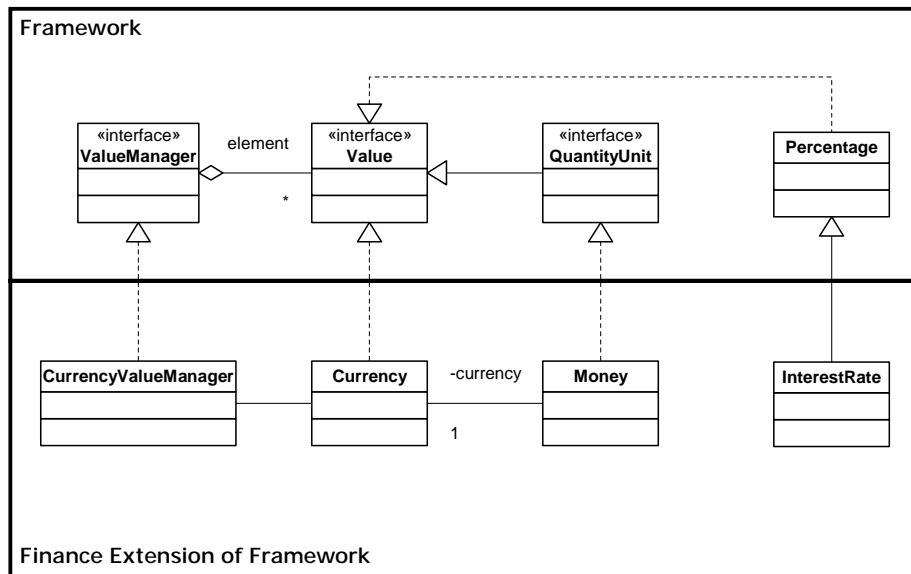 Framework
«interface»
ValueManager
element
*
«interface»
Value
«interface»
QuantityUnit
Percentage
CurrencyValueManager
Currency
-currency
1
Money
InterestRate
Finance Extension of Framework